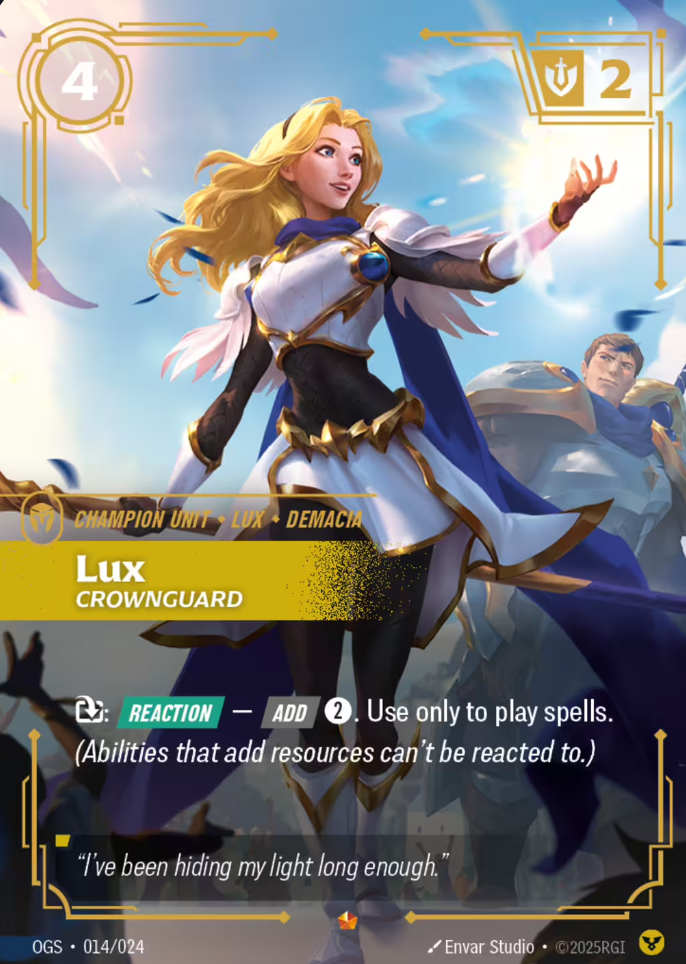 4
2
CHAMPION UNIT • LUX • DEMACIA
Lux
CROWNGUARD
: REACTION — ADD 2. Use only to play spells.
(Abilities that add resources can't be reacted to.)
“I've been hiding my light long enough.”
OGS • 014/024
Envar Studio • ©2025RGI